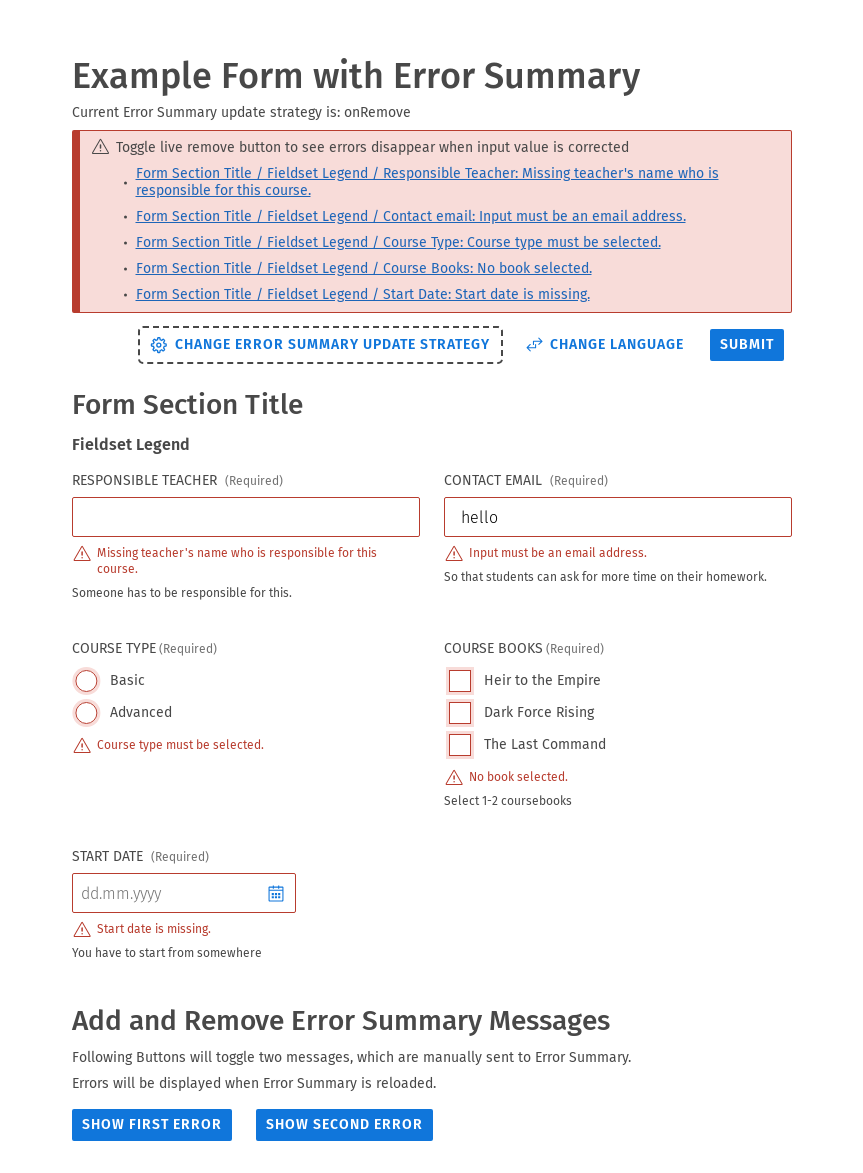 Example Form with Error Summary
Current Error Summary update strategy is: onRemove
Toggle live remove button to see errors disappear when input value is corrected
Form Section Title / Fieldset Legend / Responsible Teacher: Missing teacher's name who is
responsible for this course.
Form Section Title / Fieldset Legend / Contact email: Input must be an email address.
Form Section Title / Fieldset Legend / Course Type: Course type must be selected.
Form Section Title / Fieldset Legend / Course Books: No book selected.
Form Section Title / Fieldset Legend / Start Date: Start date is missing.
CHANGE ERROR SUMMARY UPDATE STRATEGY
CHANGE LANGUAGE
SUBMIT
Form Section Title
Fieldset Legend
RESPONSIBLE TEACHER (Required)
Missing teacher's name who is responsible for this
course.
Someone has to be responsible for this.
CONTACT EMAIL (Required)
hello
Input must be an email address.
So that students can ask for more time on their homework.
COURSE TYPE (Required)
Basic
Advanced
Course type must be selected.
COURSE BOOKS (Required)
Heir to the Empire
Dark Force Rising
The Last Command
No book selected.
Select 1-2 coursebooks
START DATE (Required)
dd.mm.yyyy
Start date is missing.
You have to start from somewhere
Add and Remove Error Summary Messages
Following Buttons will toggle two messages, which are manually sent to Error Summary.
Errors will be displayed when Error Summary is reloaded.
SHOW FIRST ERROR
SHOW SECOND ERROR